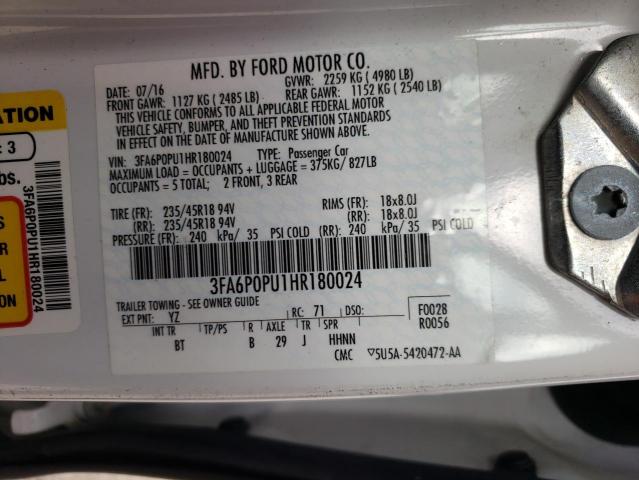 MFD. BY FORD MOTOR CO.
DATE: 07/16 GVWR: 2259 KG ( 4980 LB)
FRONT GAWR: 1127 KG ( 2485 LB) REAR GAWR: 1152 KG ( 2540 LB)
THIS VEHICLE CONFORMS TO ALL APPLICABLE FEDERAL MOTOR
VEHICLE SAFETY, BUMPER, AND THEFT PREVENTION STANDARDS
IN EFFECT ON THE DATE OF MANUFACTURE SHOWN ABOVE.
VIN: 3FA6P0PU1HR180024 TYPE: Passenger Car
MAXIMUM LOAD = OCCUPANTS + LUGGAGE = 375KG/ 827LB
OCCUPANTS = 5 TOTAL; 2 FRONT, 3 REAR
TIRE (FR): 235/45R18 94V RIMS (FR): 18x8.0J
(RR): 235/45R18 94V (RR): 18x8.0J
PRESSURE (FR): 240 kPa/ 35 PSI COLD (RR): 240 kPa/ 35 PSI COLD
3FA6P0PU1HR180024
TRAILER TOWING - SEE OWNER GUIDE
EXT PNT: YZ RC: 71 DSO: F0028
R0056
INT TR TP/PS R AXLE TR SPR
BT B 29 J HHNN
CMC 5U5A-5420472-AA
ATION
: 3
lbs.
3FA6P0PU1HR180024